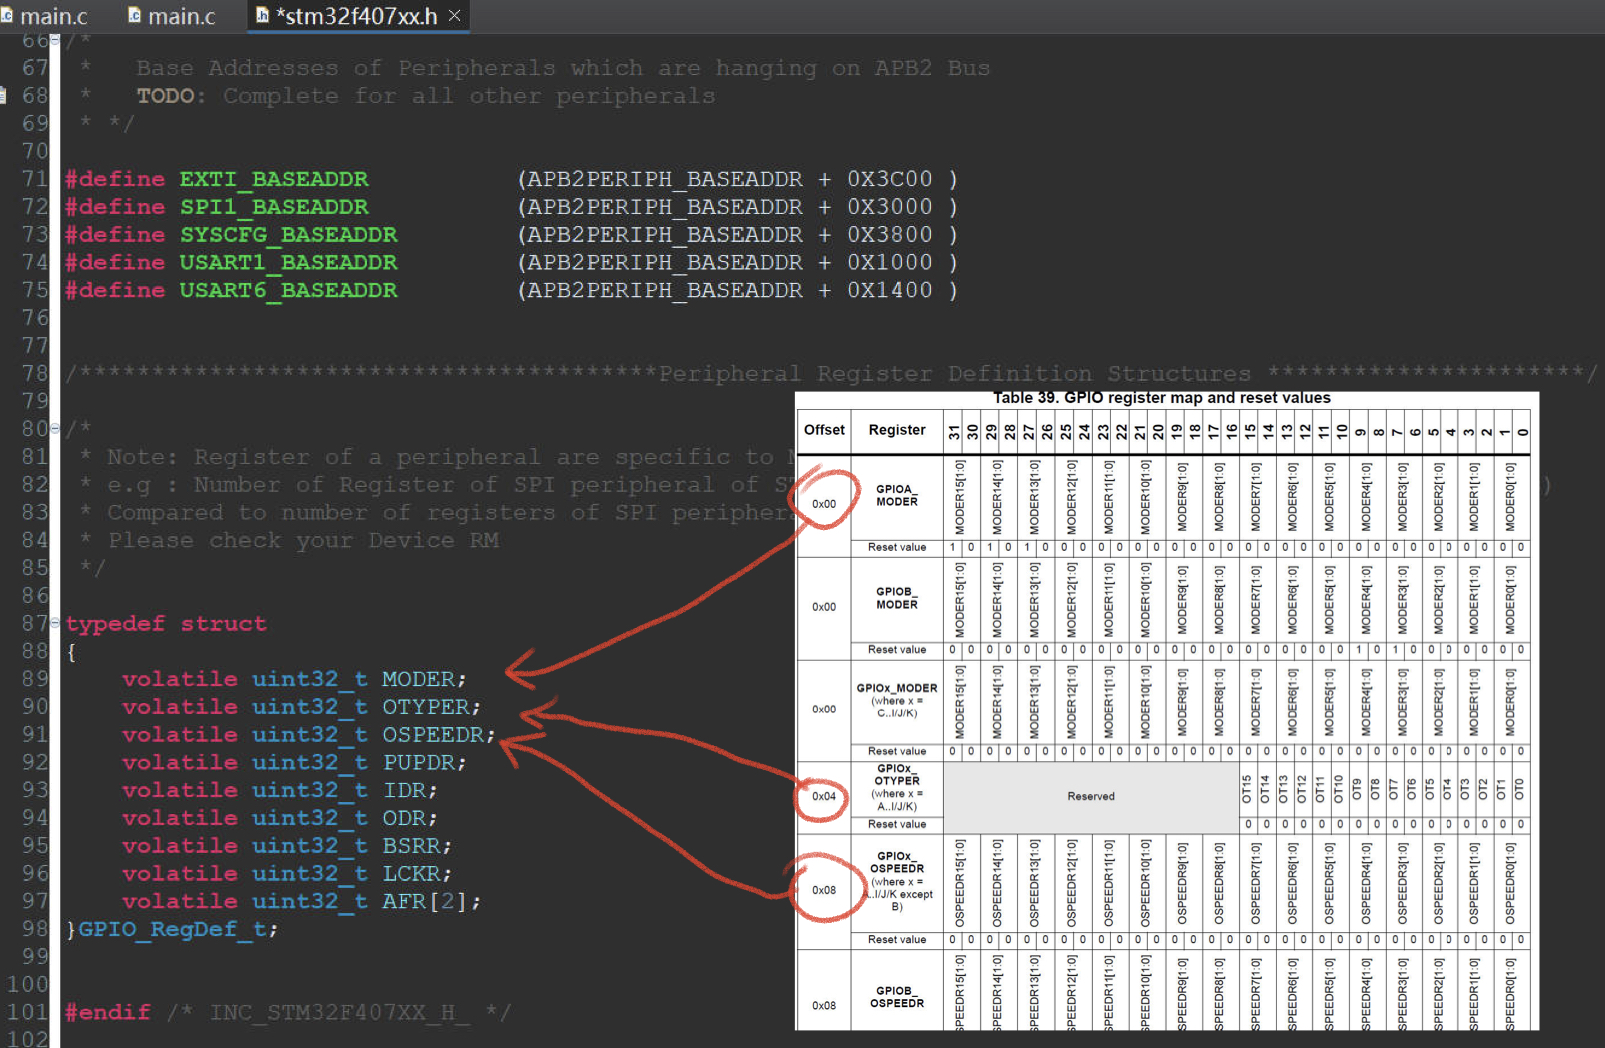 main.c
main.c
*stm32f407xx.h
66 /*
67 * Base Addresses of Peripherals which are hanging on APB2 Bus
68 * TODO: Complete for all other peripherals
69 * */
70
71 #define EXTI_BASEADDR (APB2PERIPH_BASEADDR + 0X3C00 )
72 #define SPI1_BASEADDR (APB2PERIPH_BASEADDR + 0X3000 )
73 #define SYSCFG_BASEADDR (APB2PERIPH_BASEADDR + 0X3800 )
74 #define USART1_BASEADDR (APB2PERIPH_BASEADDR + 0X1000 )
75 #define USART6_BASEADDR (APB2PERIPH_BASEADDR + 0X1400 )
76
77
78 /****************************************Peripheral Register Definition Structures **********************/
79
80 /*
81 * Note: Register of a peripheral are specific to
82 * e.g : Number of Register of SPI peripheral of )
83 * Compared to number of registers of SPI
84 * Please check your Device RM
85 */
86
87 typedef struct
88 {
89 volatile uint32_t MODER;
90 volatile uint32_t OTYPER;
91 volatile uint32_t OSPEEDR;
92 volatile uint32_t PUPDR;
93 volatile uint32_t IDR;
94 volatile uint32_t ODR;
95 volatile uint32_t BSRR;
96 volatile uint32_t LCKR;
97 volatile uint32_t AFR[2];
98 }GPIO_RegDef_t;
99
100
101 #endif /* INC_STM32F407XX_H_ */
102
Table 39. GPIO register map and reset values
Offset Register 31 30 29 28 27 26 25 24 23 22 21 20 19 18 17 16 15 14 13 12 11 10 9 8 7 6 5 4 3 2 1 0
0x00 GPIOA_ MODER15[1:0] MODER14[1:0] MODER13[1:0] MODER12[1:0] MODER11[1:0] MODER10[1:0] MODER9[1:0] MODER8[1:0] MODER7[1:0] MODER6[1:0] MODER5[1:0] MODER4[1:0] MODER3[1:0] MODER2[1:0] MODER1[1:0] MODER0[1:0]
MODER
Reset value 1 0 1 0 1 0 0 0 0 0 0 0 0 0 0 0 0 0 0 0 0 0 0 0 0 0 0 0 0 0 0 0
0x00 GPIOB_ MODER15[1:0] MODER14[1:0] MODER13[1:0] MODER12[1:0] MODER11[1:0] MODER10[1:0] MODER9[1:0] MODER8[1:0] MODER7[1:0] MODER6[1:0] MODER5[1:0] MODER4[1:0] MODER3[1:0] MODER2[1:0] MODER1[1:0] MODER0[1:0]
MODER
Reset value 0 0 0 0 0 0 0 0 0 0 0 0 0 0 0 0 0 0 0 0 0 0 1 0 1 0 0 0 0 0 0 0
0x00 GPIOx_MODER MODER15[1:0] MODER14[1:0] MODER13[1:0] MODER12[1:0] MODER11[1:0] MODER10[1:0] MODER9[1:0] MODER8[1:0] MODER7[1:0] MODER6[1:0] MODER5[1:0] MODER4[1:0] MODER3[1:0] MODER2[1:0] MODER1[1:0] MODER0[1:0]
(where x =
C..I/J/K)
Reset value 0 0 0 0 0 0 0 0 0 0 0 0 0 0 0 0 0 0 0 0 0 0 0 0 0 0 0 0 0 0 0 0
0x04 GPIOx_ Reserved OT15 OT14 OT13 OT12 OT11 OT10 OT9 OT8 OT7 OT6 OT5 OT4 OT3 OT2 OT1 OT0
OTYPER
(where x =
A..I/J/K)
Reset value 0 0 0 0 0 0 0 0 0 0 0 0 0 0 0 0
0x08 GPIOx_ OSPEEDR15[1:0] OSPEEDR14[1:0] OSPEEDR13[1:0] OSPEEDR12[1:0] OSPEEDR11[1:0] OSPEEDR10[1:0] OSPEEDR9[1:0] OSPEEDR8[1:0] OSPEEDR7[1:0] OSPEEDR6[1:0] OSPEEDR5[1:0] OSPEEDR4[1:0] OSPEEDR3[1:0] OSPEEDR2[1:0] OSPEEDR1[1:0] OSPEEDR0[1:0]
OSPEEDR
(where x =
..I/J/K except
B)
Reset value 0 0 0 0 0 0 0 0 0 0 0 0 0 0 0 0 0 0 0 0 0 0 0 0 0 0 0 0 0 0 0 0
0x08 GPIOB_ SPEEDR15[1:0] SPEEDR14[1:0] SPEEDR13[1:0] SPEEDR12[1:0] SPEEDR11[1:0] SPEEDR10[1:0] SPEEDR9[1:0] SPEEDR8[1:0] SPEEDR7[1:0] SPEEDR6[1:0] SPEEDR5[1:0] SPEEDR4[1:0] SPEEDR3[1:0] SPEEDR2[1:0] SPEEDR1[1:0] SPEEDR0[1:0]
OSPEEDR